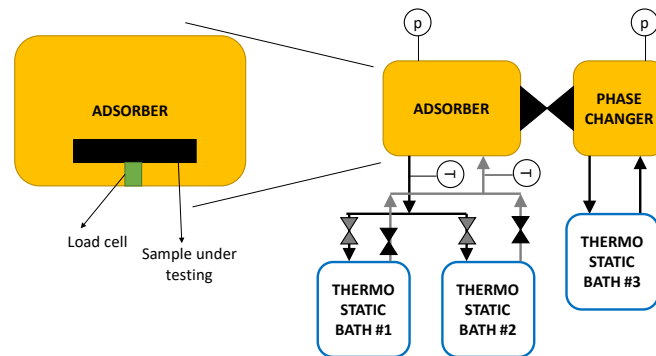 p
p
ADSORBER
ADSORBER
PHASE
CHANGER
T
T
Load cell
Sample under
testing
THERMO
STATIC
BATH #1
THERMO
STATIC
BATH #2
THERMO
STATIC
BATH #3